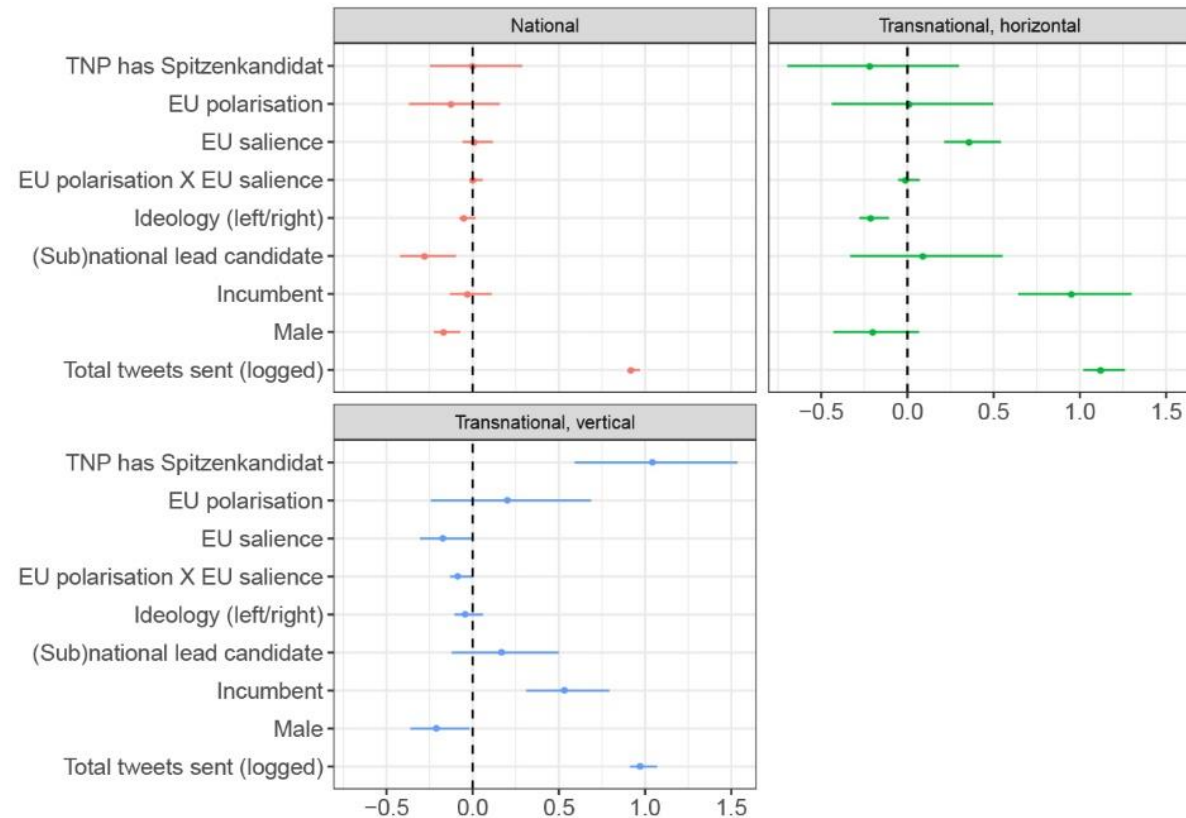 National
Transnational, horizontal
TNP has Spitzenkandidat
EU polarisation
EU salience
EU polarisation X EU salience
Ideology (left/right)
(Sub)national lead candidate
Incumbent
Male
Total tweets sent (logged)
−0.5 0.0 0.5 1.0 1.5
Transnational, vertical
TNP has Spitzenkandidat
EU polarisation
EU salience
EU polarisation X EU salience
Ideology (left/right)
(Sub)national lead candidate
Incumbent
Male
Total tweets sent (logged)
−0.5 0.0 0.5 1.0 1.5